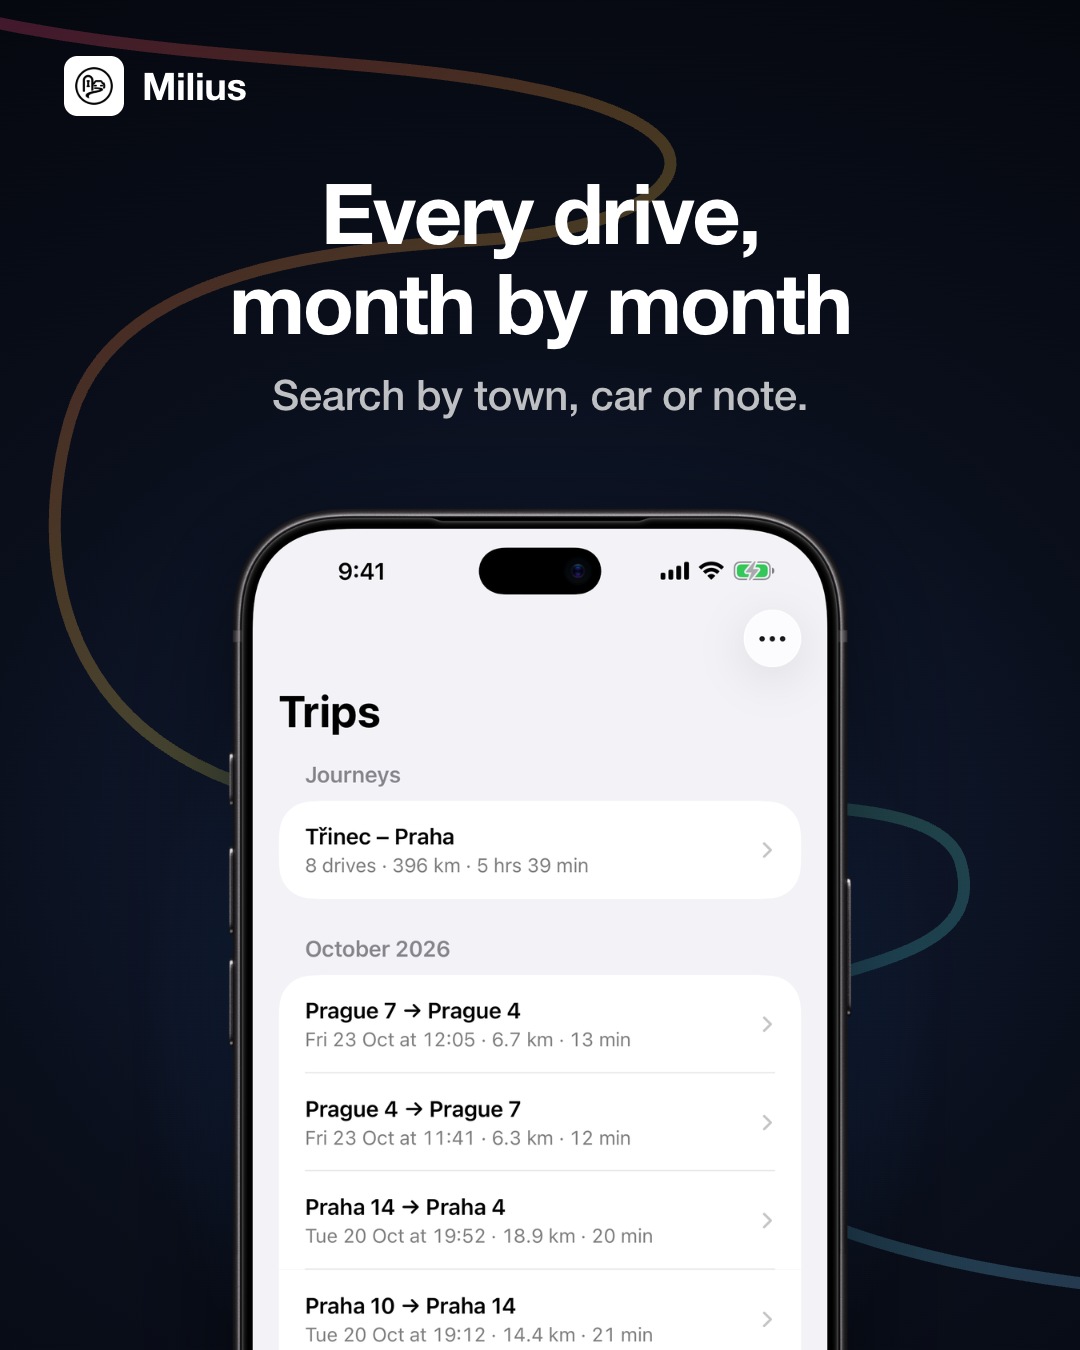 Milius
Every drive,
month by month
Search by town, car or note.
9:41
Trips
Journeys
Třinec – Praha
8 drives · 396 km · 5 hrs 39 min
October 2026
Prague 7 → Prague 4
Fri 23 Oct at 12:05 · 6.7 km · 13 min
Prague 4 → Prague 7
Fri 23 Oct at 11:41 · 6.3 km · 12 min
Praha 14 → Praha 4
Tue 20 Oct at 19:52 · 18.9 km · 20 min
Praha 10 → Praha 14
Tue 20 Oct at 19:12 · 14.4 km · 21 min